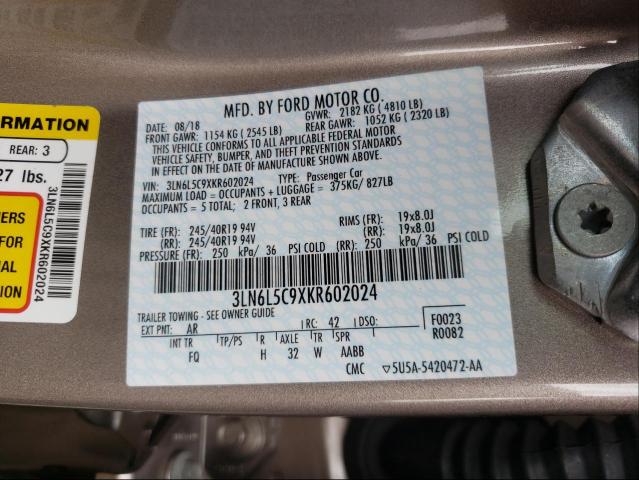 ORMATION
REAR: 3
27 lbs.
NERS
FOR
NAL
ON
3LN6L5C9XKR602024
MFD. BY FORD MOTOR CO.
DATE: 08/18 GVWR: 2182 KG ( 4810 LB)
FRONT GAWR: 1154 KG ( 2545 LB) REAR GAWR: 1052 KG ( 2320 LB)
THIS VEHICLE CONFORMS TO ALL APPLICABLE FEDERAL MOTOR
VEHICLE SAFETY, BUMPER, AND THEFT PREVENTION STANDARDS
IN EFFECT ON THE DATE OF MANUFACTURE SHOWN ABOVE.
VIN: 3LN6L5C9XKR602024 TYPE: Passenger Car
MAXIMUM LOAD = OCCUPANTS + LUGGAGE = 375KG/ 827LB
OCCUPANTS = 5 TOTAL; 2 FRONT, 3 REAR
TIRE (FR): 245/40R19 94V RIMS (FR): 19x8.0J
(RR): 245/40R19 94V (RR): 19x8.0J
PRESSURE (FR): 250 kPa/ 36 PSI COLD (RR): 250 kPa/ 36 PSI COLD
3LN6L5C9XKR602024
TRAILER TOWING - SEE OWNER GUIDE
EXT PNT: AR RC: 42 DSO: F0023
R0082
INT TR TP/PS R AXLE TR SPR
FQ H 32 W AABB
CMC ▽5U5A-5420472-AA